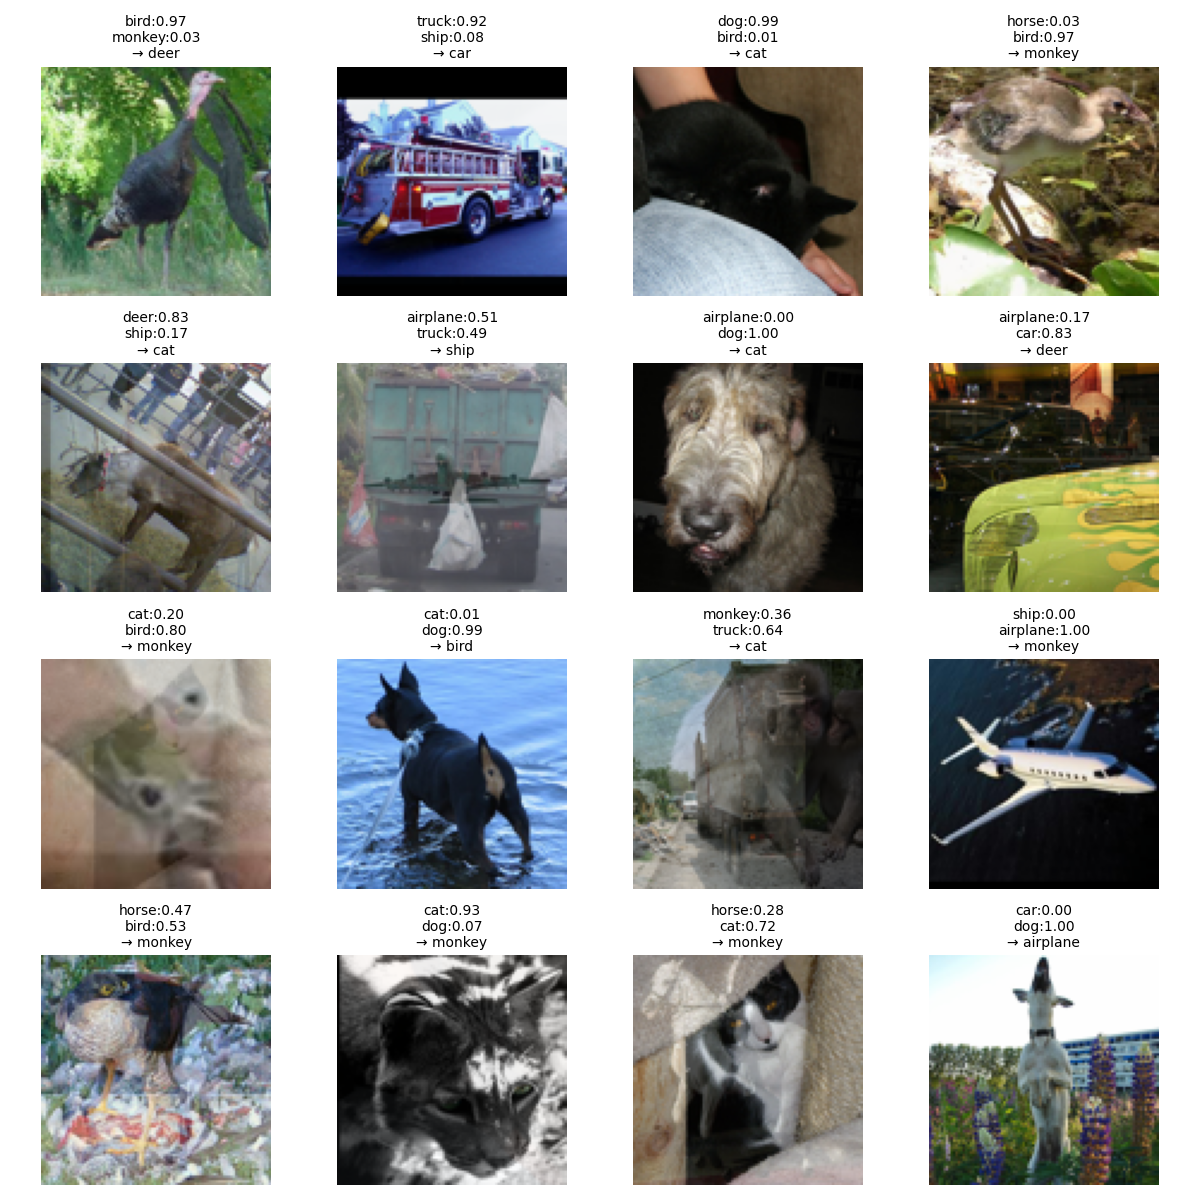 bird:0.97
monkey:0.03
→ deer
truck:0.92
ship:0.08
→ car
dog:0.99
bird:0.01
→ cat
horse:0.03
bird:0.97
→ monkey
deer:0.83
ship:0.17
→ cat
airplane:0.51
truck:0.49
→ ship
airplane:0.00
dog:1.00
→ cat
airplane:0.17
car:0.83
→ deer
cat:0.20
bird:0.80
→ monkey
cat:0.01
dog:0.99
→ bird
monkey:0.36
truck:0.64
→ cat
ship:0.00
airplane:1.00
→ monkey
horse:0.47
bird:0.53
→ monkey
cat:0.93
dog:0.07
→ monkey
horse:0.28
cat:0.72
→ monkey
car:0.00
dog:1.00
→ airplane